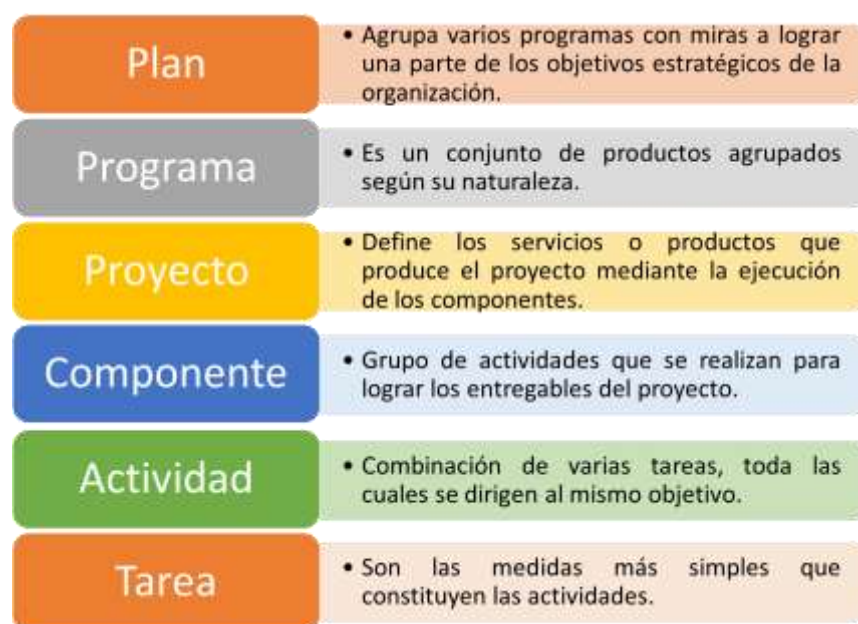 Plan
• Agrupa varios programas con miras a lograr
una parte de los objetivos estratégicos de la
organización.
Programa
• Es un conjunto de productos agrupados
según su naturaleza.
Proyecto
• Define los servicios o productos que
produce el proyecto mediante la ejecución
de los componentes.
Componente
• Grupo de actividades que se realizan para
lograr los entregables del proyecto.
Actividad
• Combinación de varias tareas, toda las
cuales se dirigen al mismo objetivo.
Tarea
• Son las medidas más simples que
constituyen las actividades.